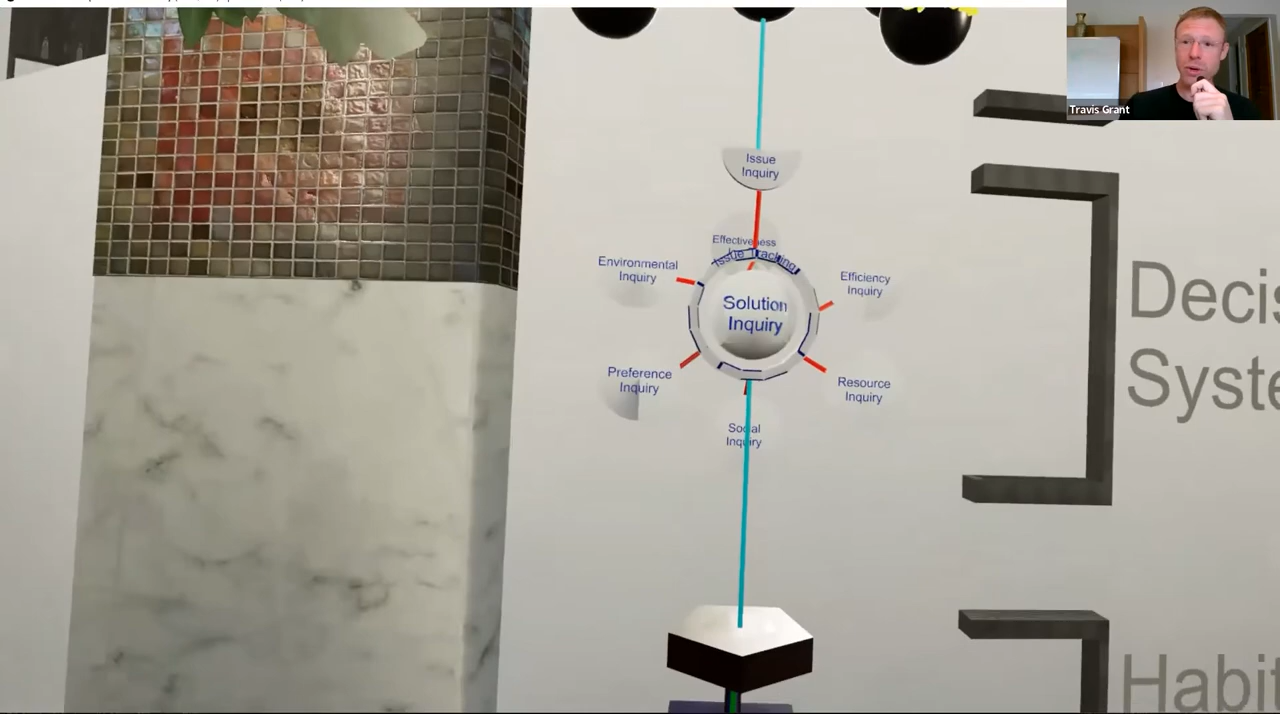 Travis Grant
Issue
Inquiry
Effectiveness
Issue Tracking
Environmental
Inquiry
Efficiency
Inquiry
Solution
Inquiry
Preference
Inquiry
Resource
Inquiry
Social
Inquiry
Decis
Syste
Habit